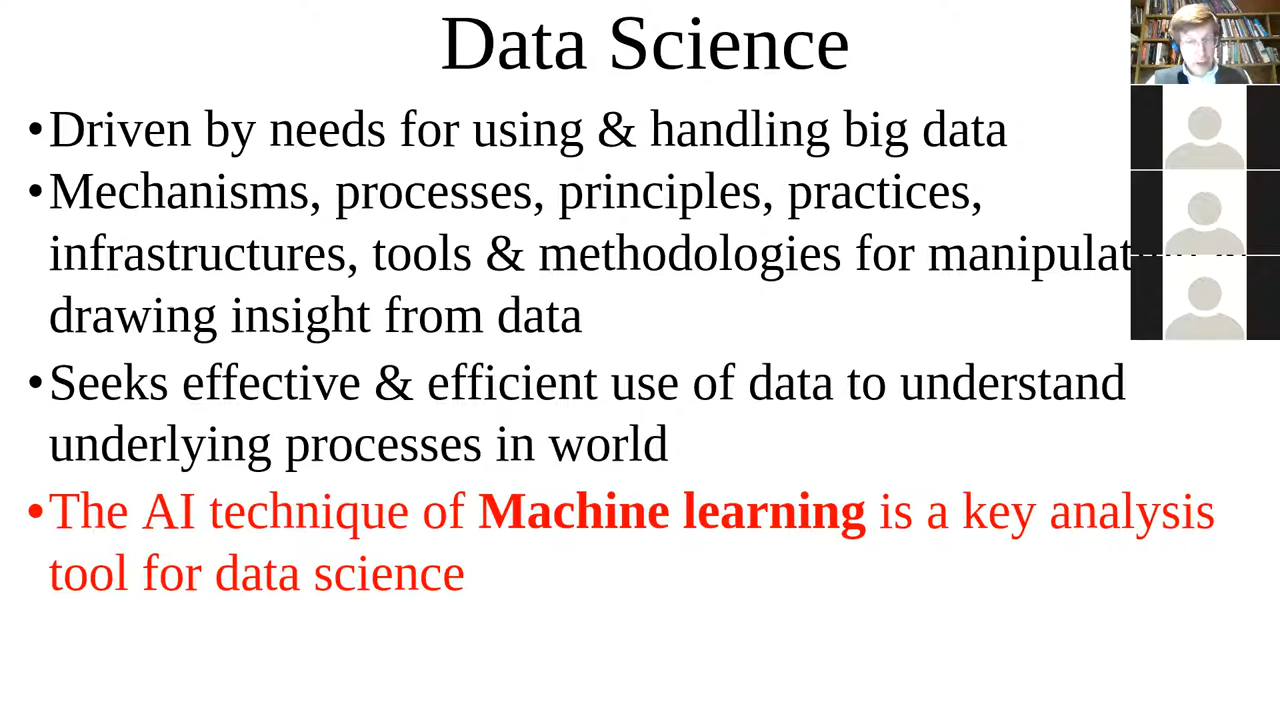 Data Science
•Driven by needs for using & handling big data
•Mechanisms, processes, principles, practices,
infrastructures, tools & methodologies for
drawing insight from data
•Seeks effective & efficient use of data to understand
underlying processes in world
•The AI technique of Machine learning is a key analysis
tool for data science